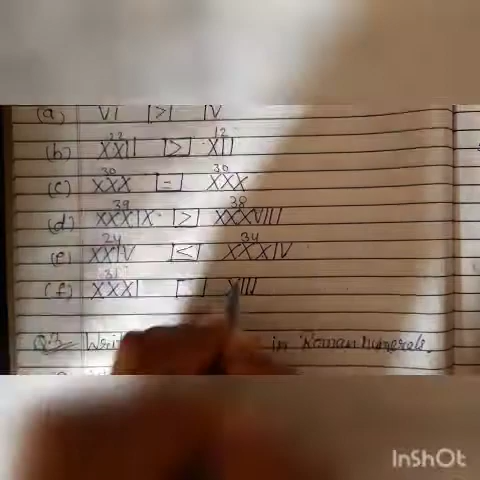 (a) VI [>] IV
22 12
(b) XXII [>] XII
30 30
(c) XXX [=] XXX
39 38
(d) XXXIX [>] XXXVIII
24 34
(e) XXIV [<] XXXIV
31
(f) XXXI [ ] XIII
Q.3 in Roman numerals.
InShOt